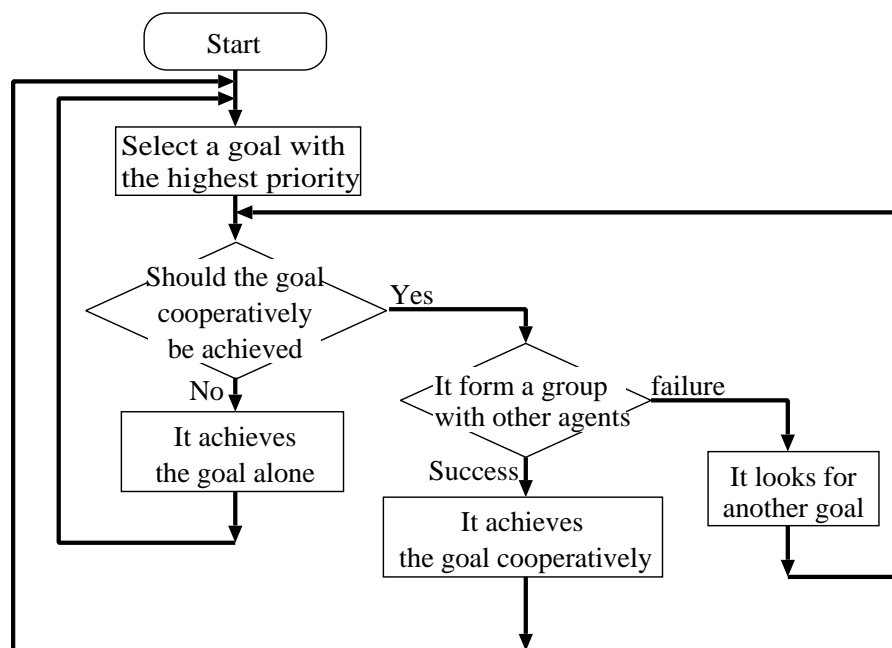 Start
Select a goal with
the highest priority
Should the goal
cooperatively
be achieved
Yes
No
It form a group
with other agents
failure
It achieves
the goal alone
Success
It looks for
another goal
It achieves
the goal cooperatively